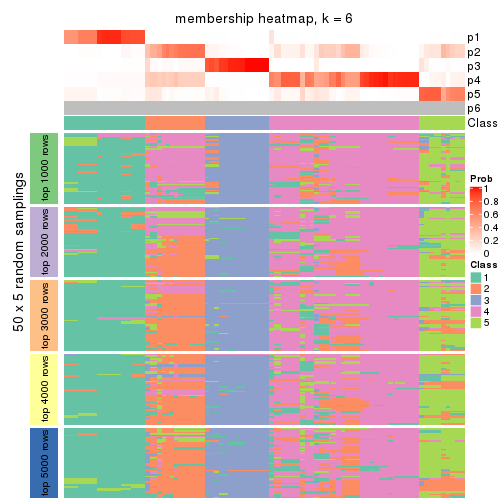 membership heatmap, k = 6
p1
p2
p3
p4
p5
p6
Class
50 x 5 random samplings
top 1000 rows
top 2000 rows
top 3000 rows
top 4000 rows
top 5000 rows
Prob
1
0.8
0.6
0.4
0.2
0
Class
1
2
3
4
5